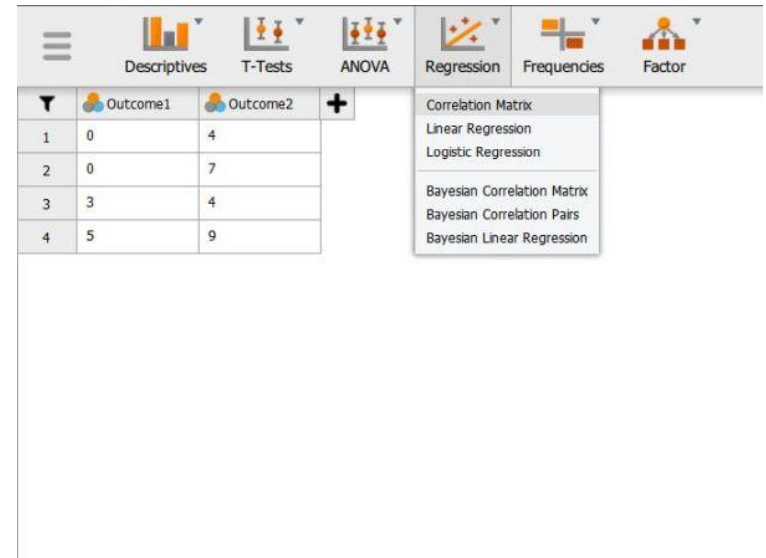 Descriptives T-Tests ANOVA Regression Frequencies Factor
Outcome1 Outcome2
1 0 4
2 0 7
3 3 4
4 5 9
Correlation Matrix
Linear Regression
Logistic Regression
Bayesian Correlation Matrix
Bayesian Correlation Pairs
Bayesian Linear Regression